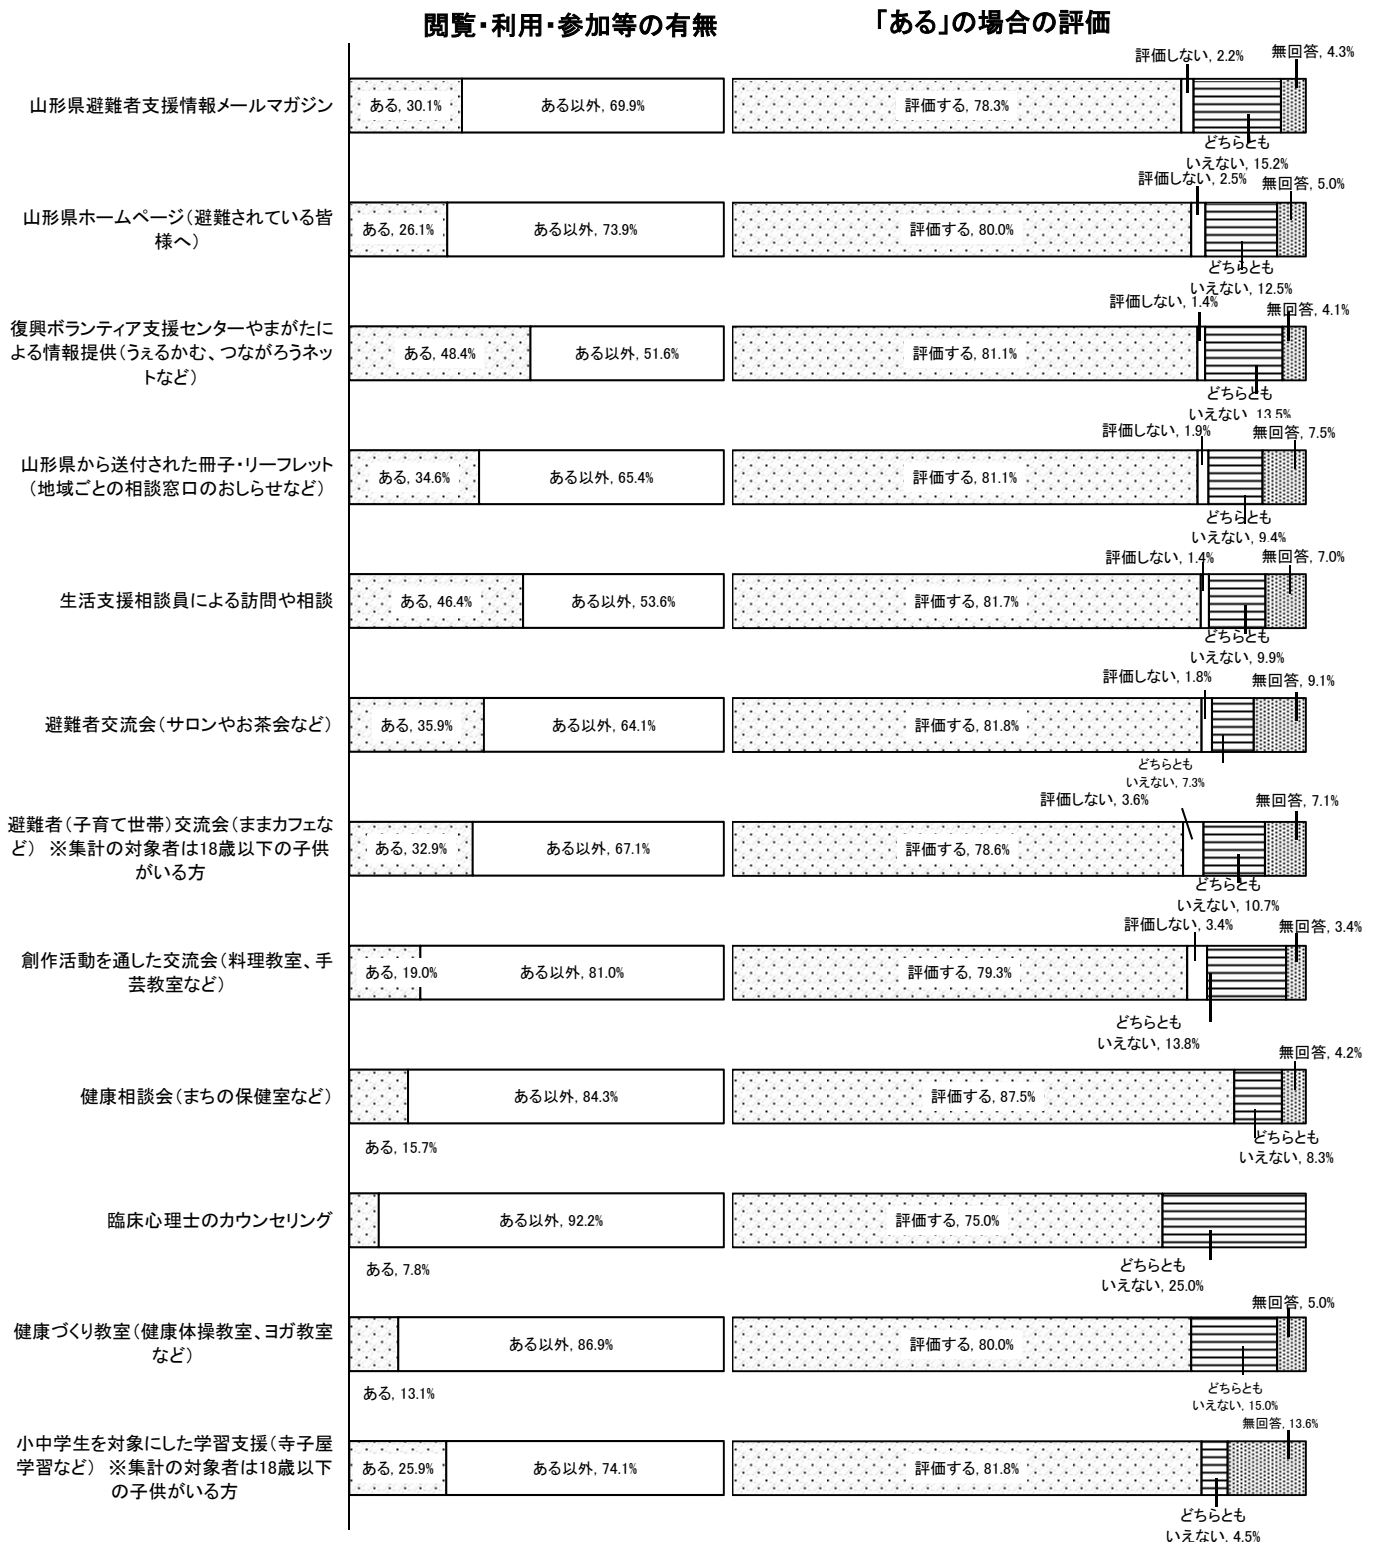 閲覧・利用・参加等の有無
「ある」の場合の評価
山形県避難者支援情報メールマガジン
ある, 30.1%
ある以外, 69.9%
評価する, 78.3%
評価しない, 2.2%
無回答, 4.3%
どちらとも
いえない, 15.2%
山形県ホームページ(避難されている皆
様へ)
ある, 26.1%
ある以外, 73.9%
評価する, 80.0%
評価しない, 2.5%
無回答, 5.0%
どちらとも
いえない, 12.5%
復興ボランティア支援センターやまがたに
よる情報提供(うぇるかむ、つながろうネッ
トなど)
ある, 48.4%
ある以外, 51.6%
評価する, 81.1%
評価しない, 1.4%
無回答, 4.1%
どちらとも
いえない, 13.5%
山形県から送付された冊子・リーフレット
(地域ごとの相談窓口のおしらせなど)
ある, 34.6%
ある以外, 65.4%
評価する, 81.1%
評価しない, 1.9%
無回答, 7.5%
どちらとも
いえない, 9.4%
生活支援相談員による訪問や相談
ある, 46.4%
ある以外, 53.6%
評価する, 81.7%
評価しない, 1.4%
無回答, 7.0%
どちらとも
いえない, 9.9%
避難者交流会(サロンやお茶会など)
ある, 35.9%
ある以外, 64.1%
評価する, 81.8%
評価しない, 1.8%
無回答, 9.1%
どちらとも
いえない, 7.3%
避難者(子育て世帯)交流会(ままカフェな
ど) ※集計の対象者は18歳以下の子供
がいる方
ある, 32.9%
ある以外, 67.1%
評価する, 78.6%
評価しない, 3.6%
無回答, 7.1%
どちらとも
いえない, 10.7%
創作活動を通した交流会(料理教室、手
芸教室など)
ある, 19.0%
ある以外, 81.0%
評価する, 79.3%
評価しない, 3.4%
無回答, 3.4%
どちらとも
いえない, 13.8%
健康相談会(まちの保健室など)
ある, 15.7%
ある以外, 84.3%
評価する, 87.5%
無回答, 4.2%
どちらとも
いえない, 8.3%
臨床心理士のカウンセリング
ある, 7.8%
ある以外, 92.2%
評価する, 75.0%
どちらとも
いえない, 25.0%
健康づくり教室(健康体操教室、ヨガ教室
など)
ある, 13.1%
ある以外, 86.9%
評価する, 80.0%
無回答, 5.0%
どちらとも
いえない, 15.0%
小中学生を対象にした学習支援(寺子屋
学習など) ※集計の対象者は18歳以下
の子供がいる方
ある, 25.9%
ある以外, 74.1%
評価する, 81.8%
無回答, 13.6%
どちらとも
いえない, 4.5%